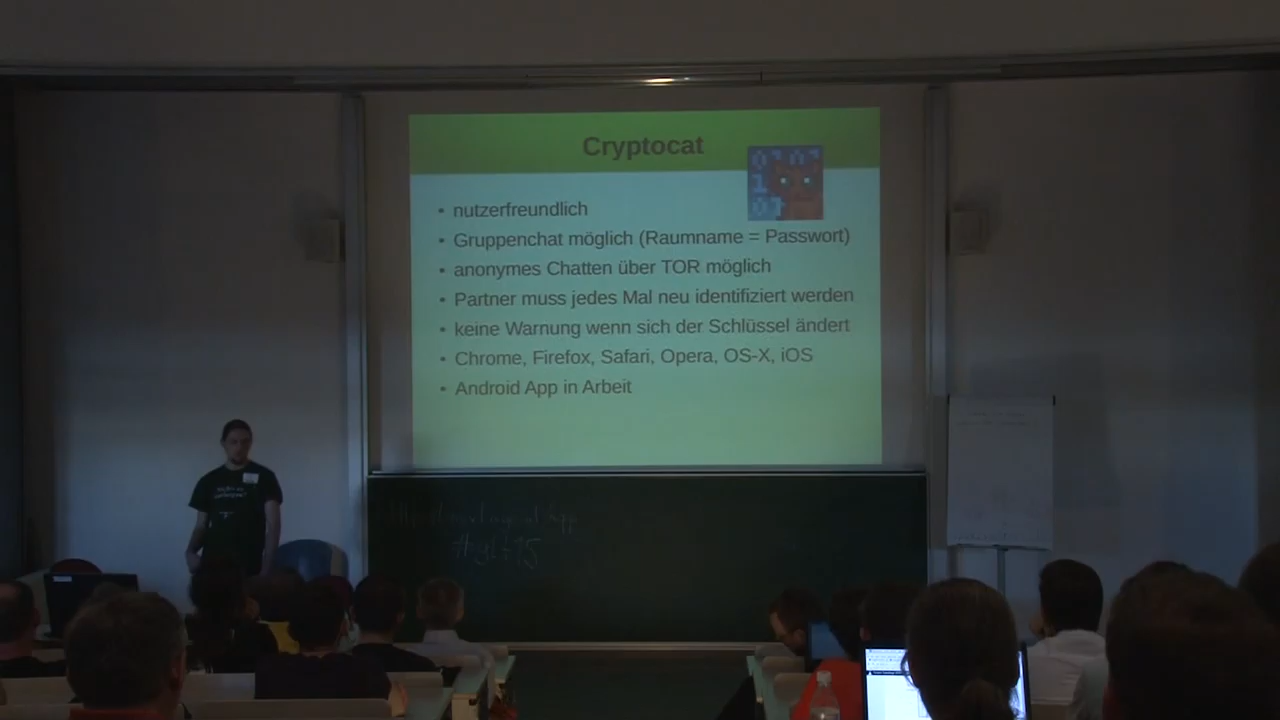 Cryptocat
• nutzerfreundlich
• Gruppenchat möglich (Raumname = Passwort)
• anonymes Chatten über TOR möglich
• Partner muss jedes Mal neu identifiziert werden
• keine Warnung wenn sich der Schlüssel ändert
• Chrome, Firefox, Safari, Opera, OS-X, iOS
• Android App in Arbeit